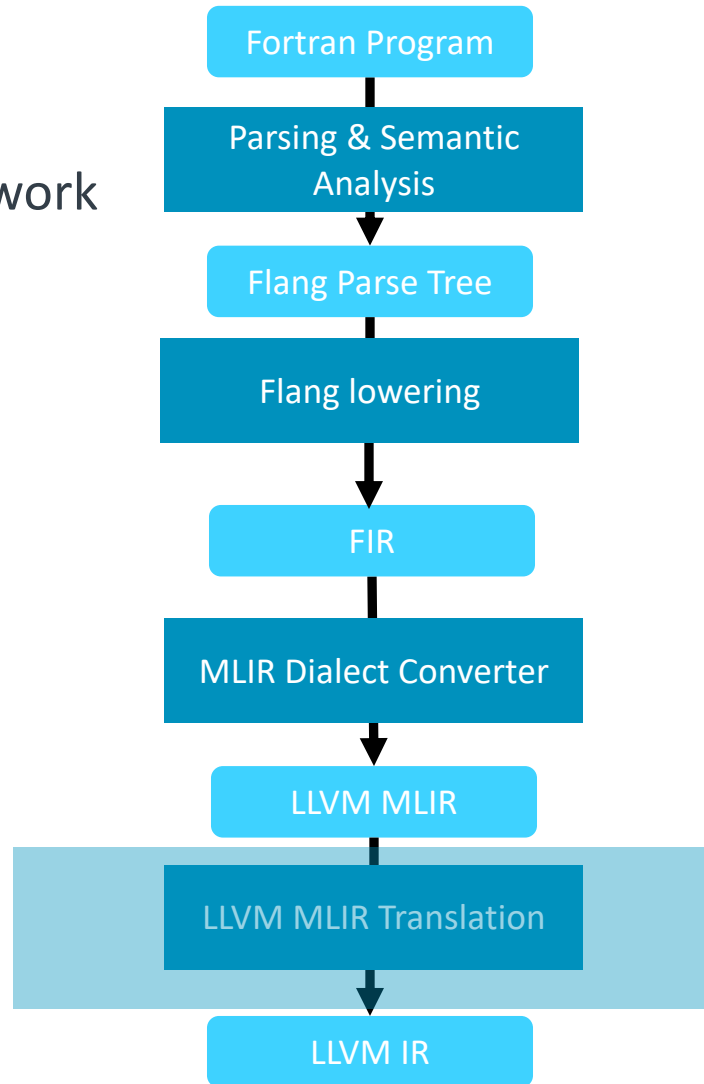 Fortran Program
Parsing & Semantic
Analysis
work
Flang Parse Tree
Flang lowering
FIR
MLIR Dialect Converter
LLVM MLIR
LLVM MLIR Translation
LLVM IR